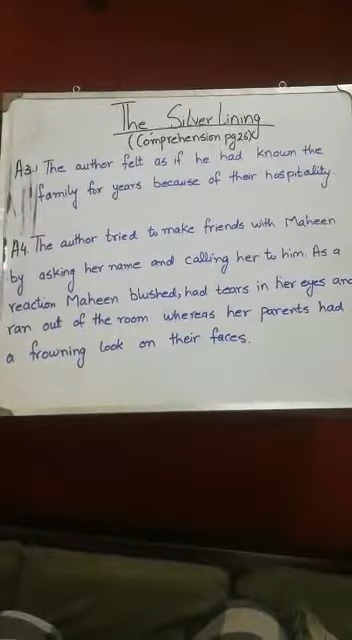 The Silver Lining
(Comprehension pg26)
A3. The author felt as if he had known the
family for years because of their hospitality.
A4. The author tried to make friends with Maheen
by asking her name and calling her to him. As a
reaction Maheen blushed, had tears in her eyes and
ran out of the room whereas her parents had
a frowning look on their faces.